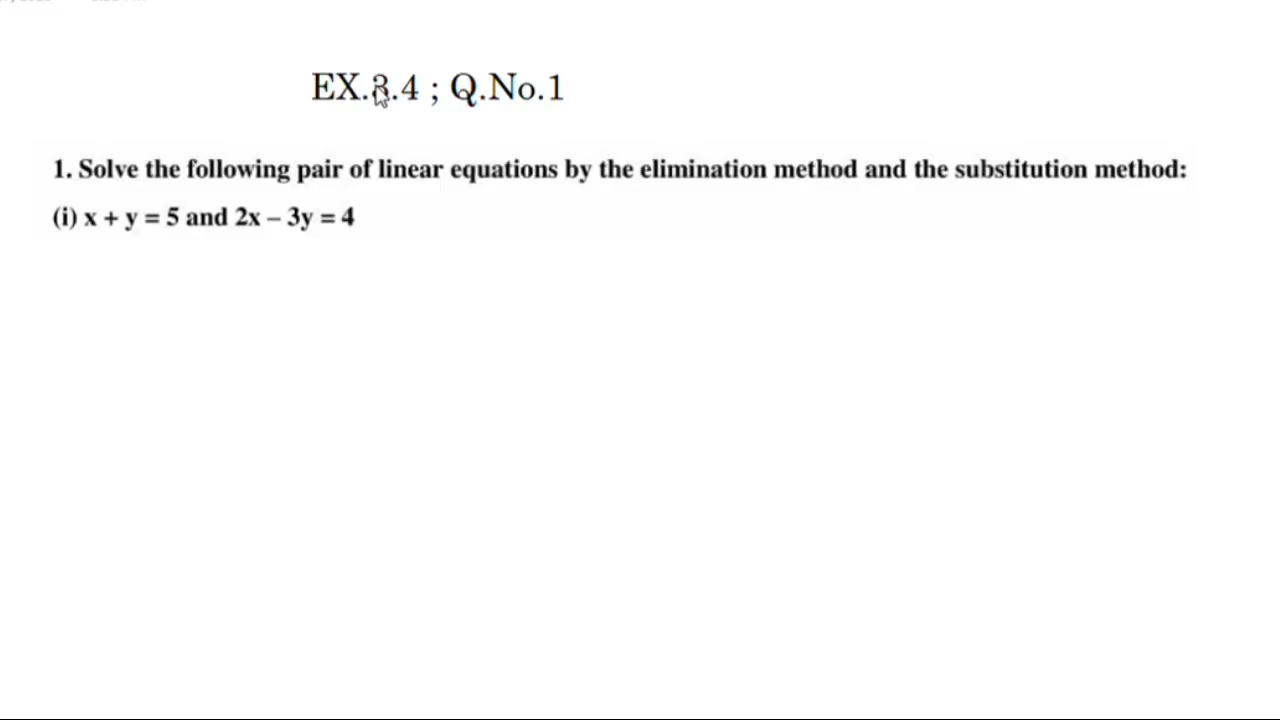 EX.3.4 ; Q.No.1
1. Solve the following pair of linear equations by the elimination method and the substitution method:
(i) x + y = 5 and 2x – 3y = 4